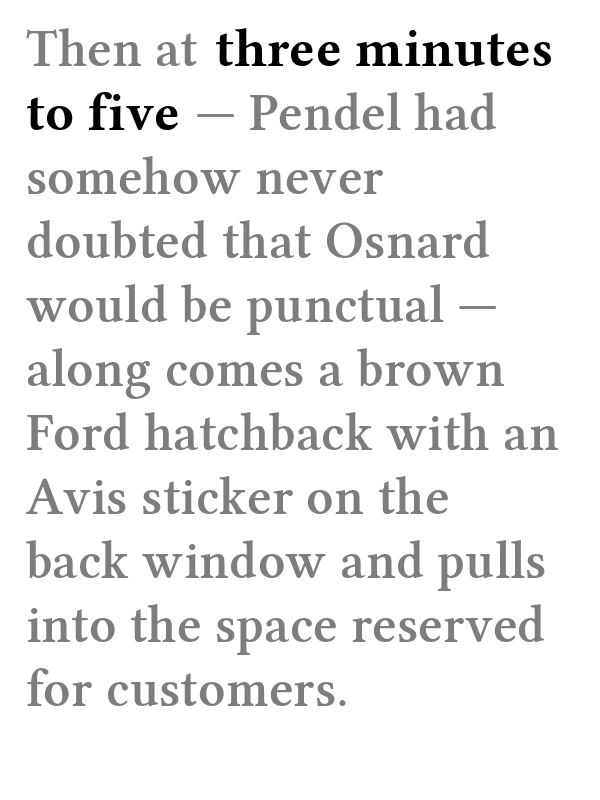 Then at three minutes
to five — Pendel had
somehow never
doubted that Osnard
would be punctual —
along comes a brown
Ford hatchback with an
Avis sticker on the
back window and pulls
into the space reserved
for customers.